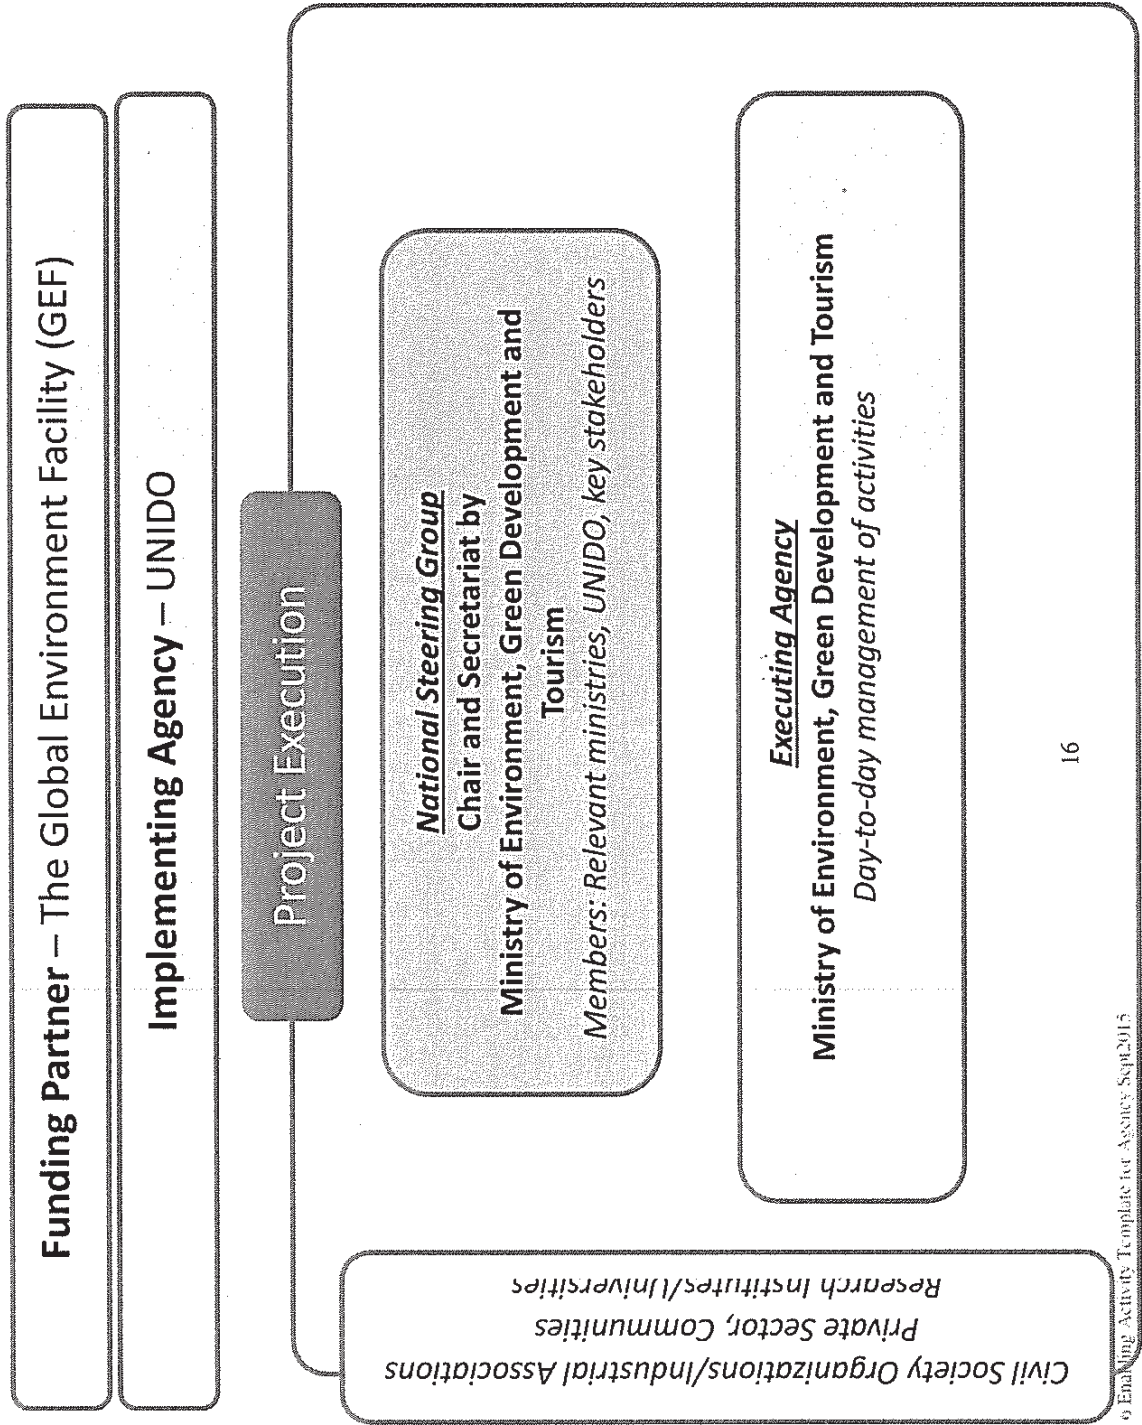 Funding Partner – The Global Environment Facility (GEF)
Implementing Agency – UNIDO
Project Execution
National Steering Group
Chair and Secretariat by
Ministry of Environment, Green Development and
Tourism
Members: Relevant ministries, UNIDO, key stakeholders
Executing Agency
Ministry of Environment, Green Development and Tourism
Day-to-day management of activities
Civil Society Organizations/Industrial Associations
Private Sector, Communities
Research Institutes/Universities
16
Enabling Activity Template for Agency Sept2015